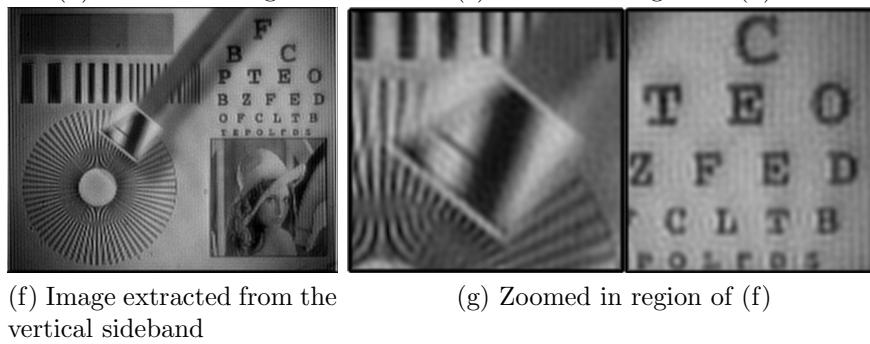 F
B C
P T E O
B Z F E D
O F C L T B
T E P O L F D S
C
T E O
Z F E D
C L T B
P O L F D S
(f) Image extracted from the
vertical sideband
(g) Zoomed in region of (f)